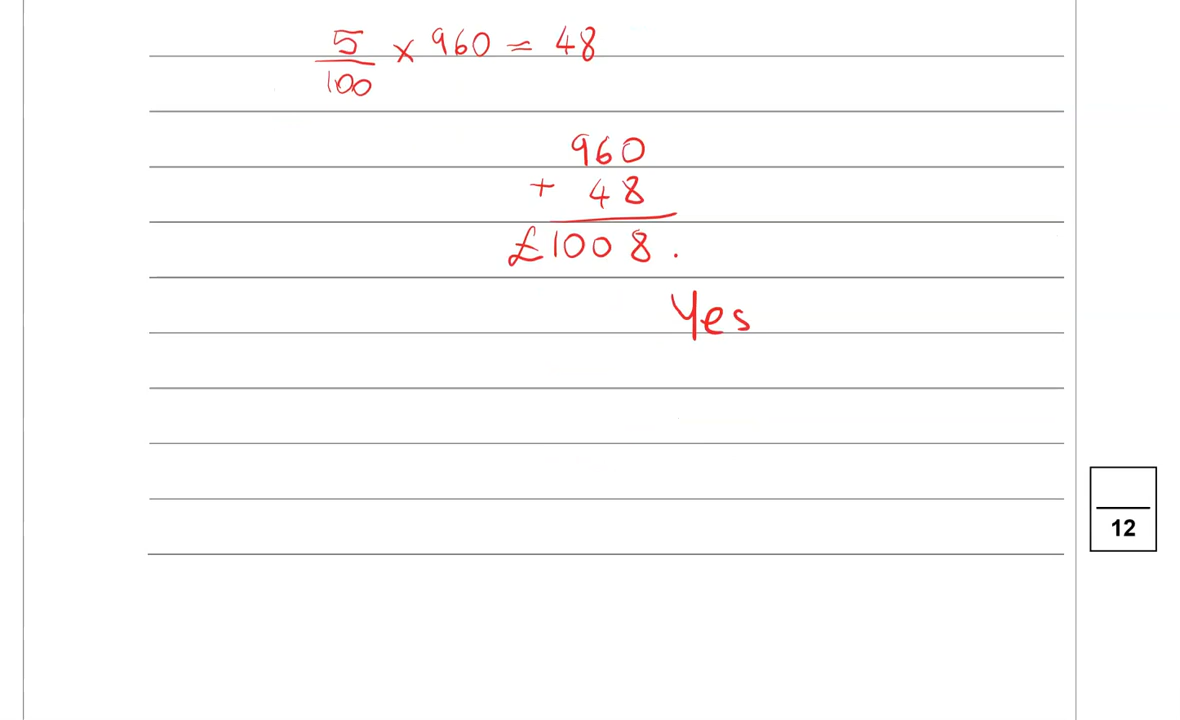 5/100 × 960 = 48
960
+ 48
£1008.
Yes
12